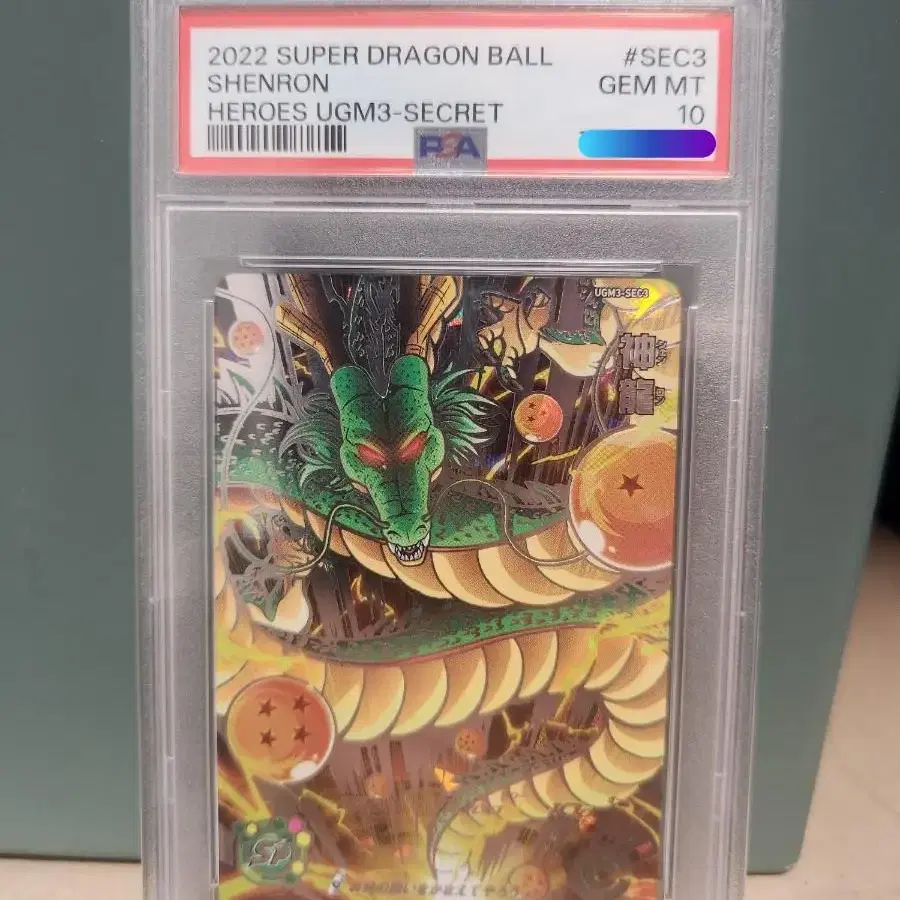 2022 SUPER DRAGON BALL #SEC3
SHENRON GEM MT
HEROES UGM3-SECRET 10
PSA
UGM3-SEC3
神龍